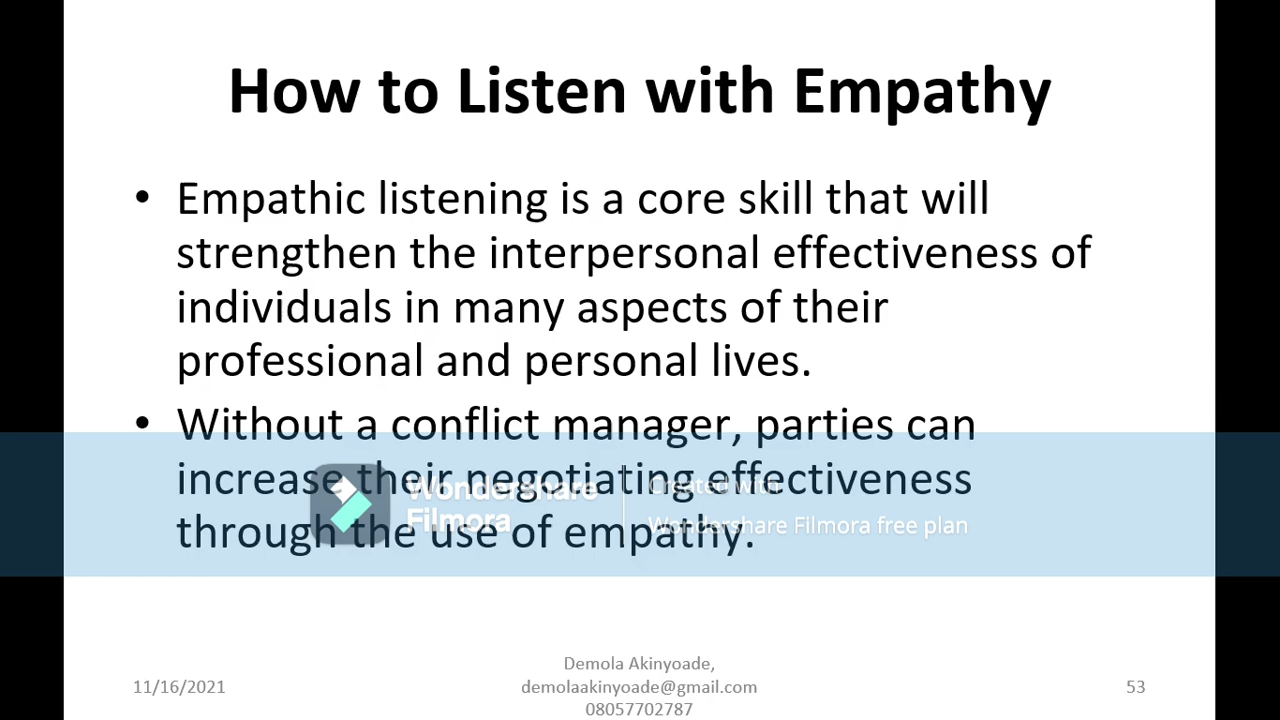 How to Listen with Empathy
• Empathic listening is a core skill that will
strengthen the interpersonal effectiveness of
individuals in many aspects of their
professional and personal lives.
• Without a conflict manager, parties can
increase their negotiating effectiveness
through the use of empathy.
Wondershare
Filmora
Created with
Wondershare Filmora free plan
11/16/2021
Demola Akinyoade,
demolaakinyoade@gmail.com
08057702787
53